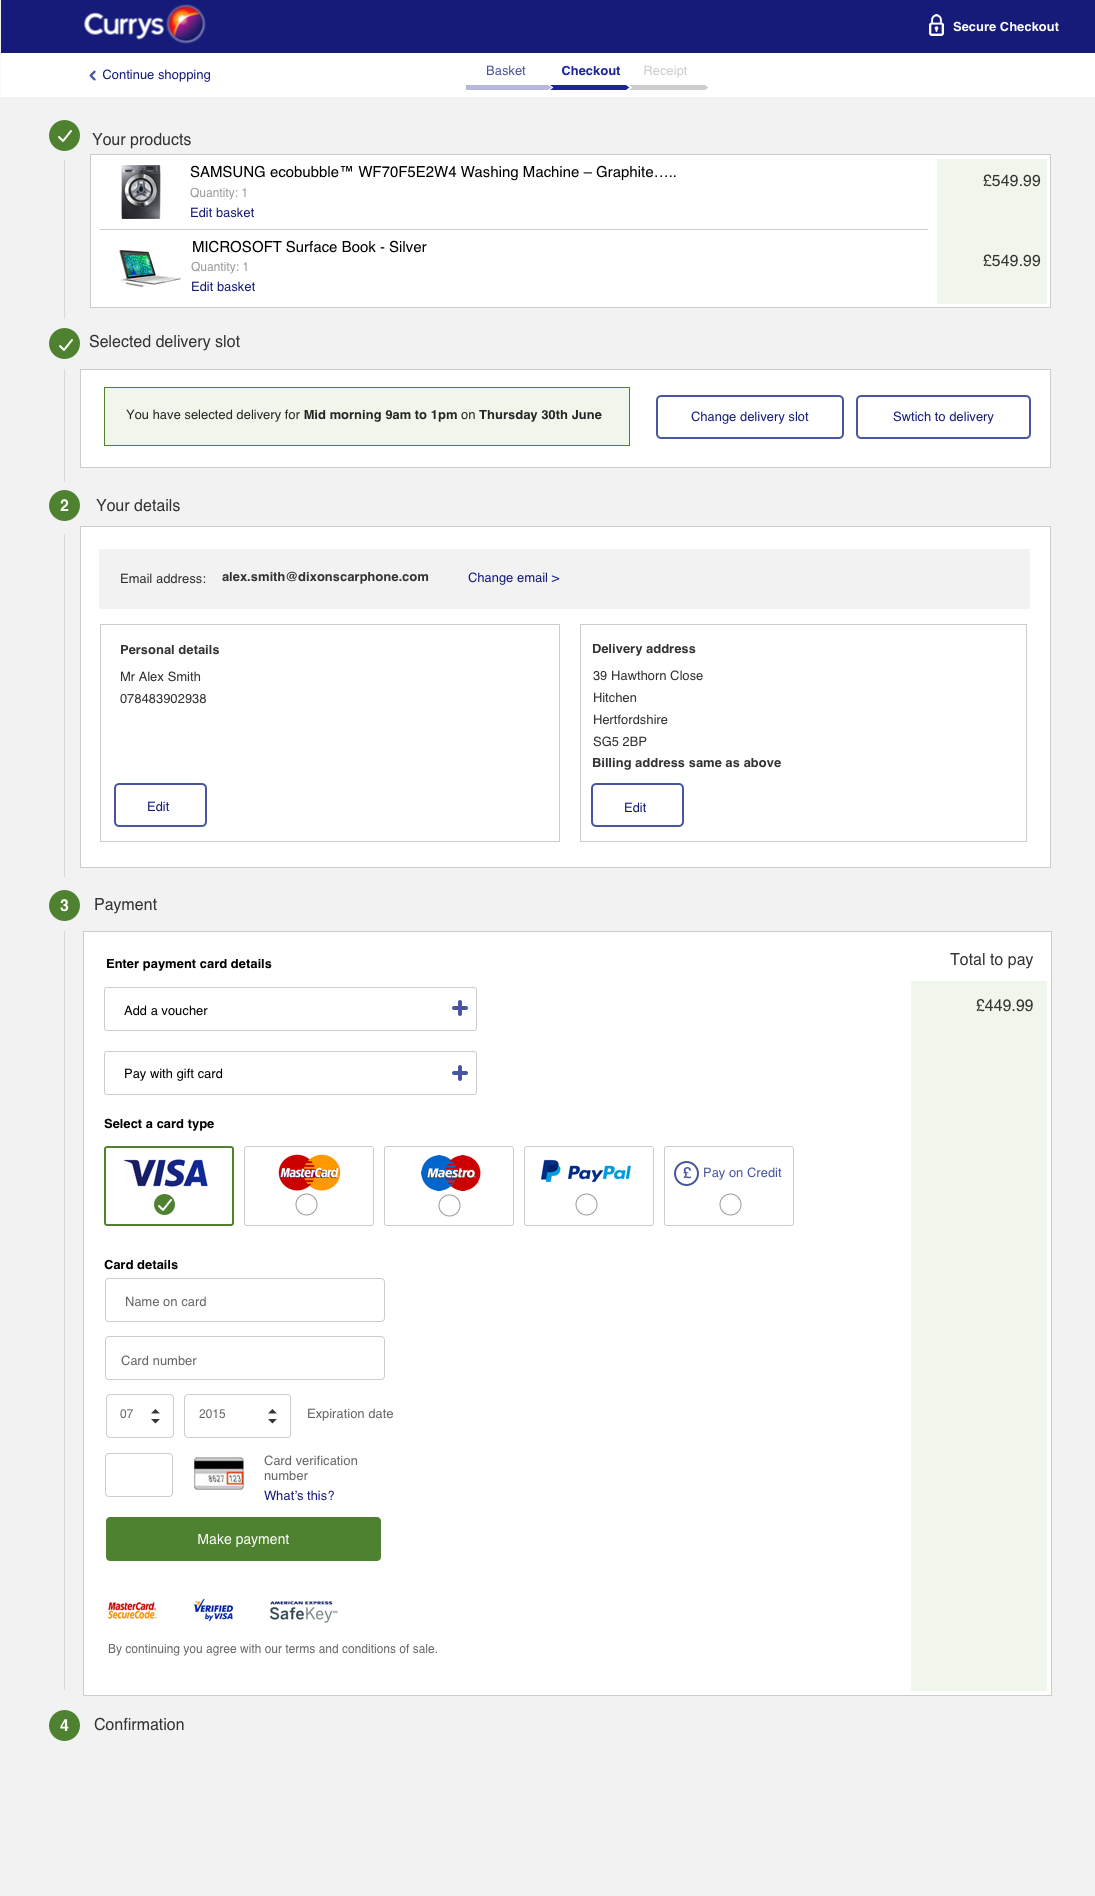 Currys
Secure Checkout
Continue shopping
Basket
Checkout
Receipt
Your products
SAMSUNG ecobubble™ WF70F5E2W4 Washing Machine – Graphite…..
£549.99
Quantity: 1
Edit basket
MICROSOFT Surface Book - Silver
£549.99
Quantity: 1
Edit basket
Selected delivery slot
You have selected delivery for Mid morning 9am to 1pm on Thursday 30th June
Change delivery slot
Swtich to delivery
2
Your details
Email address:
alex.smith@dixonscarphone.com
Change email >
Personal details
Mr Alex Smith
078483902938
Edit
Delivery address
39 Hawthorn Close
Hitchen
Hertfordshire
SG5 2BP
Billing address same as above
Edit
3
Payment
Enter payment card details
Total to pay
£449.99
Add a voucher
Pay with gift card
Select a card type
VISA
MasterCard
Maestro
PayPal
£ Pay on Credit
Card details
Name on card
Card number
07
2015
Expiration date
8627 123
Card verification
number
What's this?
Make payment
MasterCard.
SecureCode.
VERIFIED
by VISA
AMERICAN EXPRESS
SafeKey℠
By continuing you agree with our terms and conditions of sale.
4
Confirmation